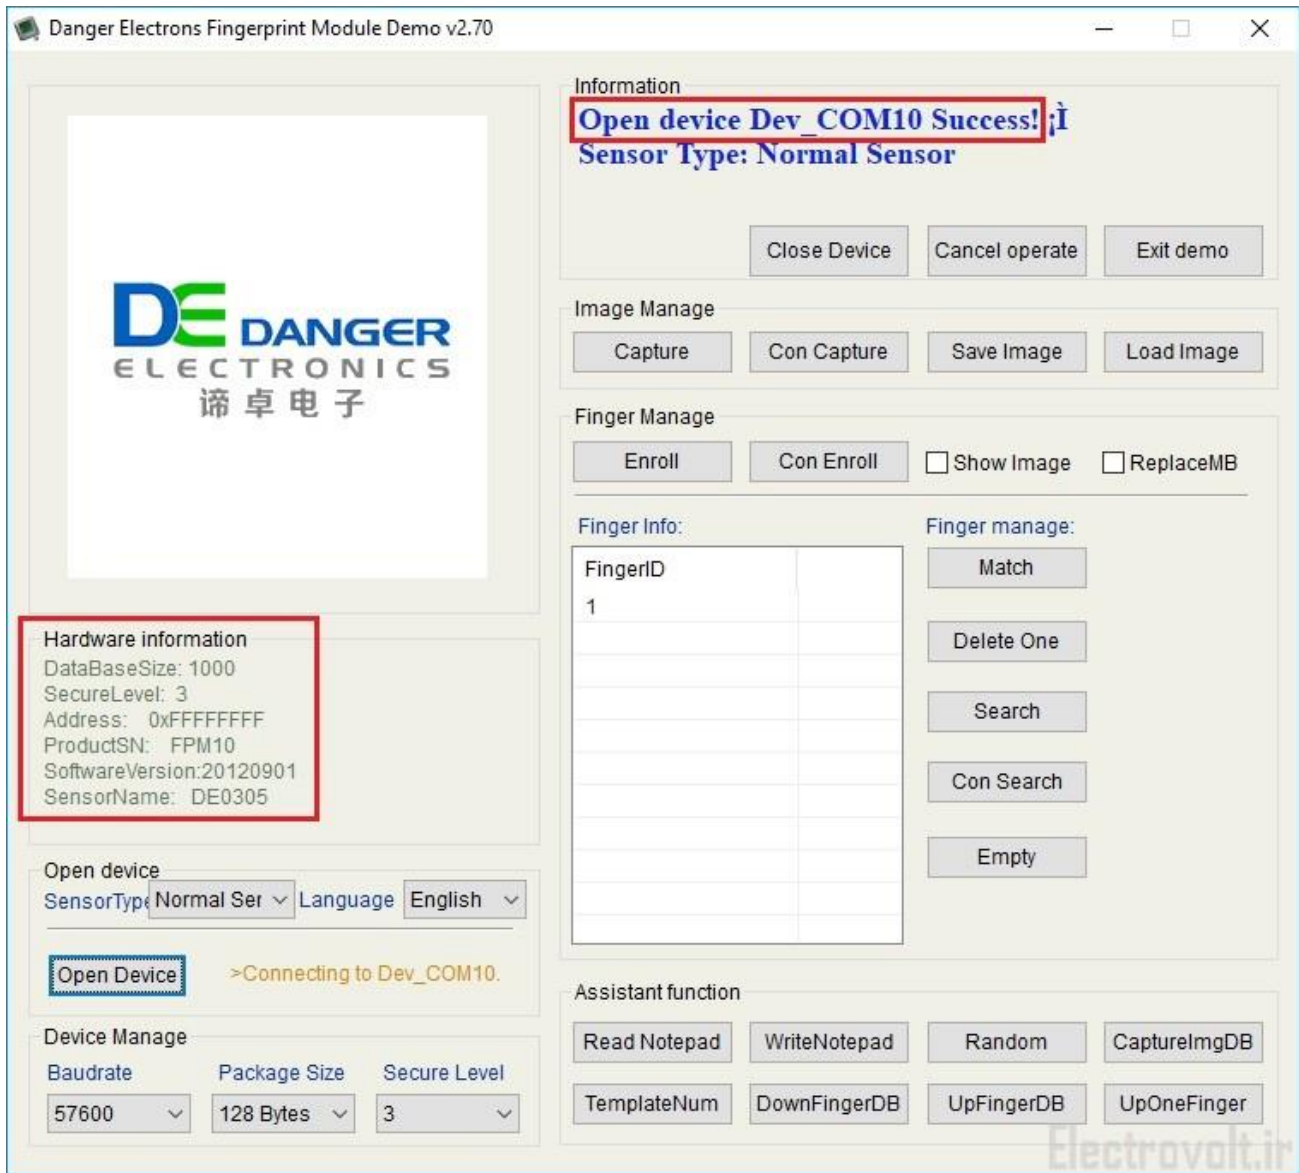 Danger Electrons Fingerprint Module Demo v2.70
DE DANGER
ELECTRONICS
谛卓电子
Hardware information
DataBaseSize: 1000
SecureLevel: 3
Address: 0xFFFFFFFF
ProductSN: FPM10
SoftwareVersion:20120901
SensorName: DE0305
Open device
SensorType Normal Ser Language English
Open Device >Connecting to Dev_COM10.
Device Manage
Baudrate Package Size Secure Level
57600 128 Bytes 3
Information
Open device Dev_COM10 Success! ¡Ì
Sensor Type: Normal Sensor
Close Device Cancel operate Exit demo
Image Manage
Capture Con Capture Save Image Load Image
Finger Manage
Enroll Con Enroll Show Image ReplaceMB
Finger Info: Finger manage:
FingerID
1
Match
Delete One
Search
Con Search
Empty
Assistant function
Read Notepad WriteNotepad Random CaptureImgDB
TemplateNum DownFingerDB UpFingerDB UpOneFinger
Electrovolt.ir